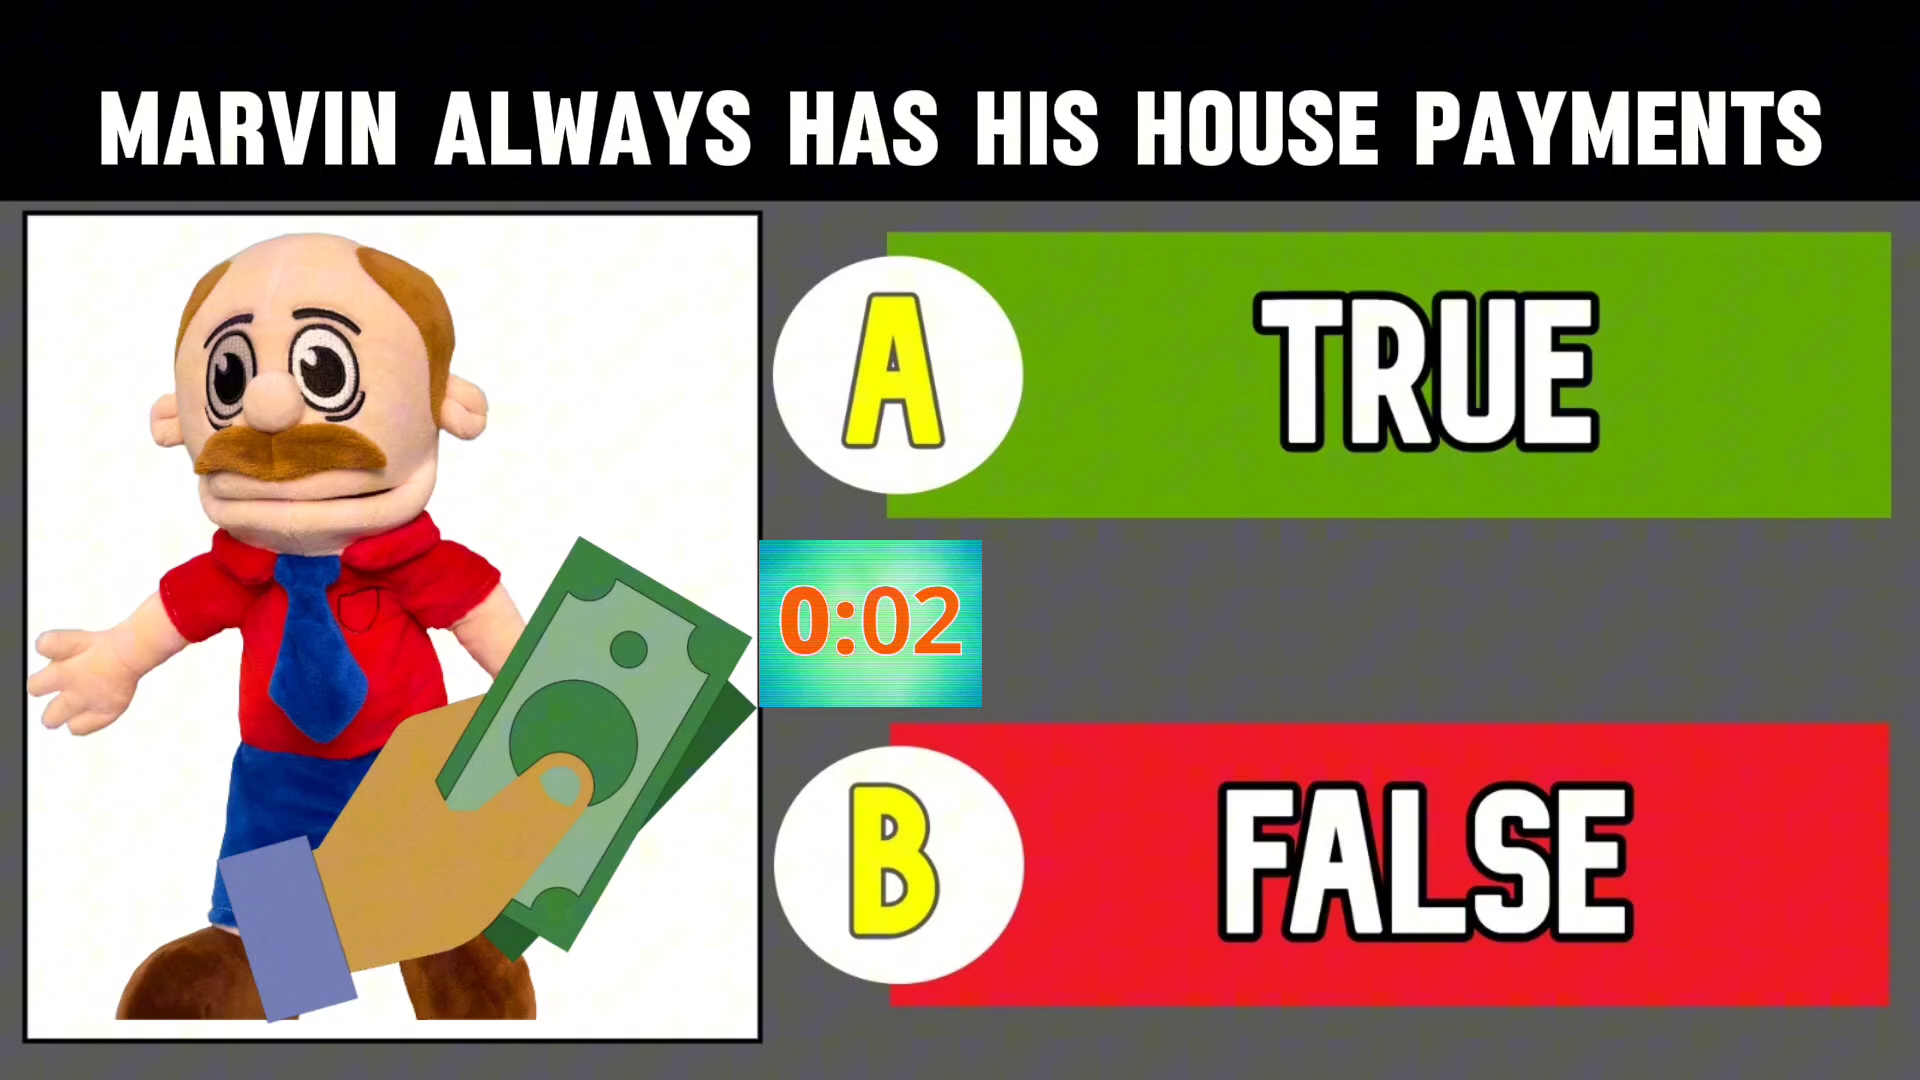 MARVIN ALWAYS HAS HIS HOUSE PAYMENTS
A
TRUE
0:02
B
FALSE